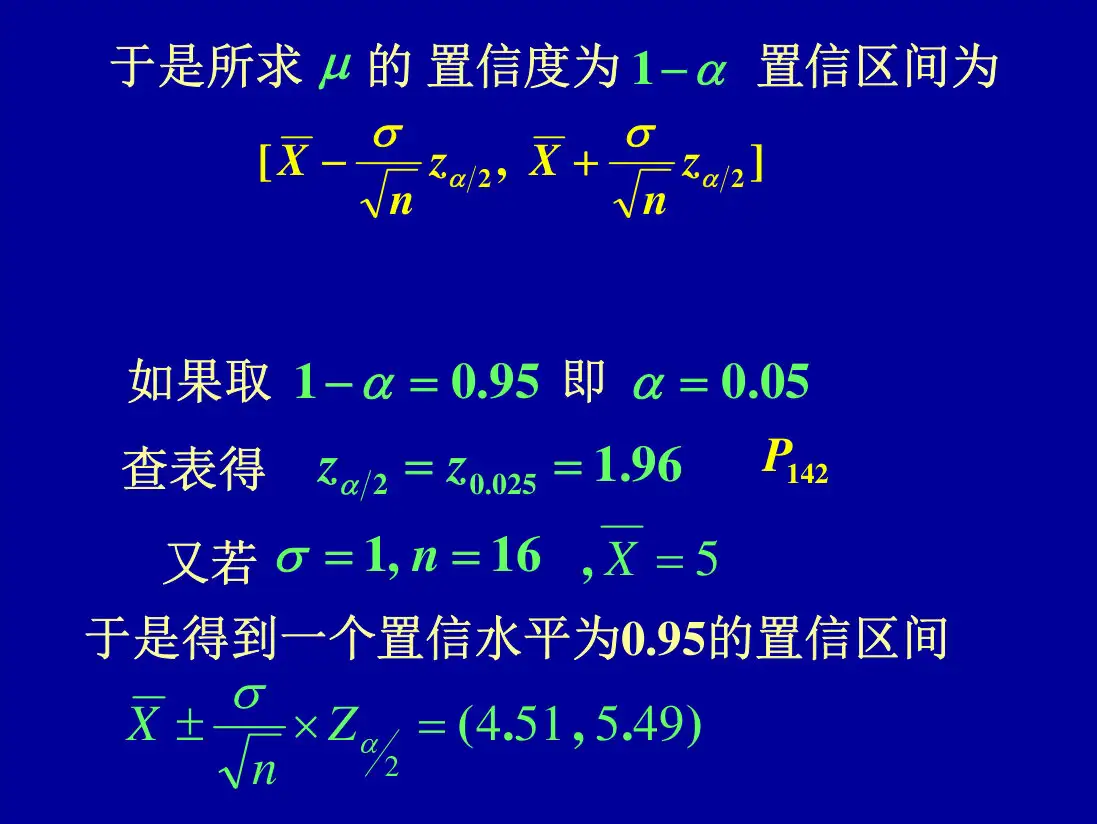 于是所求 μ 的 置信度为 1-α 置信区间为
[X̄ - σ/√n z_{α/2}, X̄ + σ/√n z_{α/2}]
如果取 1-α = 0.95 即 α = 0.05
查表得 z_{α/2} = z_{0.025} = 1.96 P_{142}
又若 σ = 1, n = 16 , X̄ = 5
于是得到一个置信水平为0.95的置信区间
X̄ ± σ/√n × Z_{α/2} = (4.51 , 5.49)